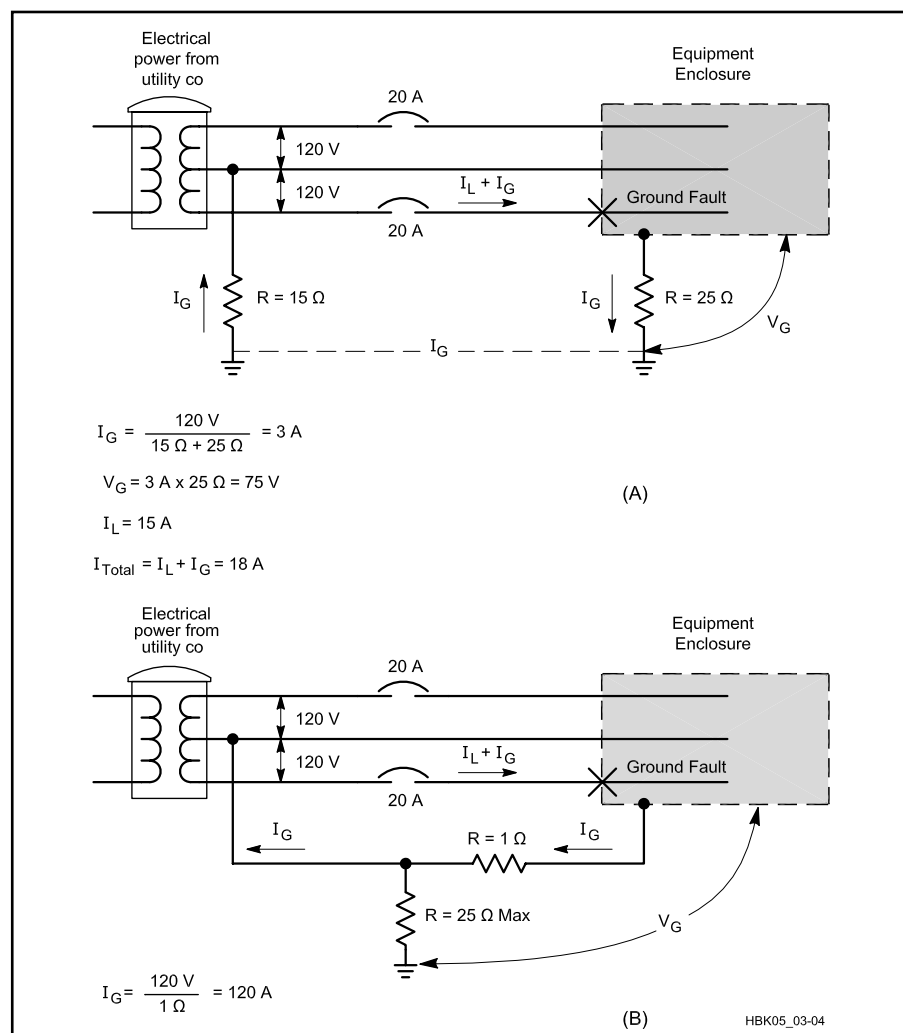 Electrical
power from
utility co
Equipment
Enclosure
20 A
120 V
120 V
I_L + I_G
Ground Fault
20 A
I_G
R = 15 Ω
I_G
R = 25 Ω
V_G
I_G
I_G = 120 V / 15 Ω + 25 Ω = 3 A
V_G = 3 A x 25 Ω = 75 V
(A)
I_L = 15 A
I_Total = I_L + I_G = 18 A
Electrical
power from
utility co
Equipment
Enclosure
20 A
120 V
120 V
I_L + I_G
Ground Fault
20 A
I_G
R = 1 Ω
I_G
R = 25 Ω Max
V_G
I_G = 120 V / 1 Ω = 120 A
(B)
HBK05_03-04